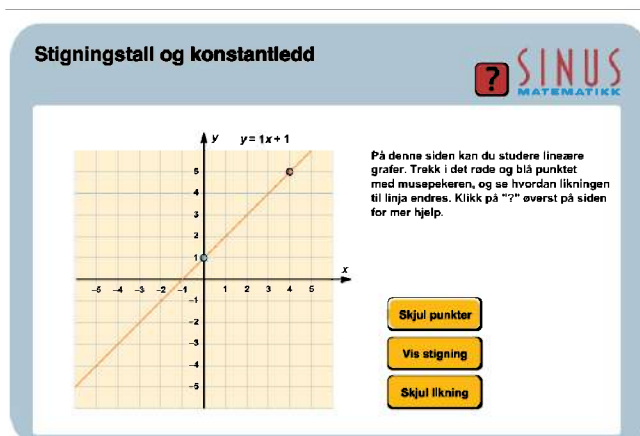 Stigningstall og konstantledd
?
SINUS
MATEMATIKK
y
y = 1x + 1
På denne siden kan du studere lineære
grafer. Trekk i det røde og blå punktet
med musepekeren, og se hvordan likningen
til linja endres. Klikk på "?" øverst på siden
for mer hjelp.
5
4
3
2
1
x
-5 -4 -3 -2 -1 1 2 3 4 5
-1
-2
-3
-4
-5
Skjul punkter
Vis stigning
Skjul likning